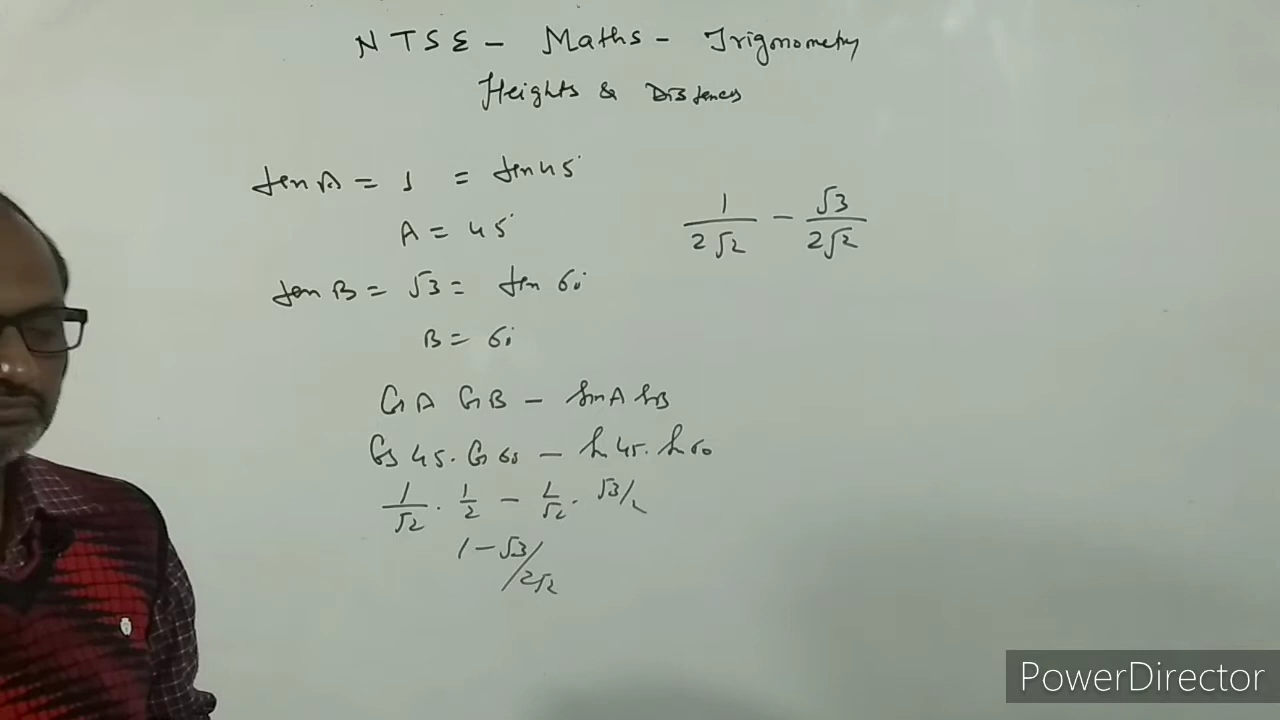 NTSE - Maths - Trigonometry
Heights & Distances
tan A = 1 = tan 45°
A = 45°
tan B = √3 = tan 60°
B = 60°
Cos A Cos B - Sin A Sin B
Cos 45. Cos 60 - Sin 45. Sin 60
1/√2 . 1/2 - 1/√2 . √3/2
1 - √3/2√2
1/2√2 - √3/2√2
PowerDirector